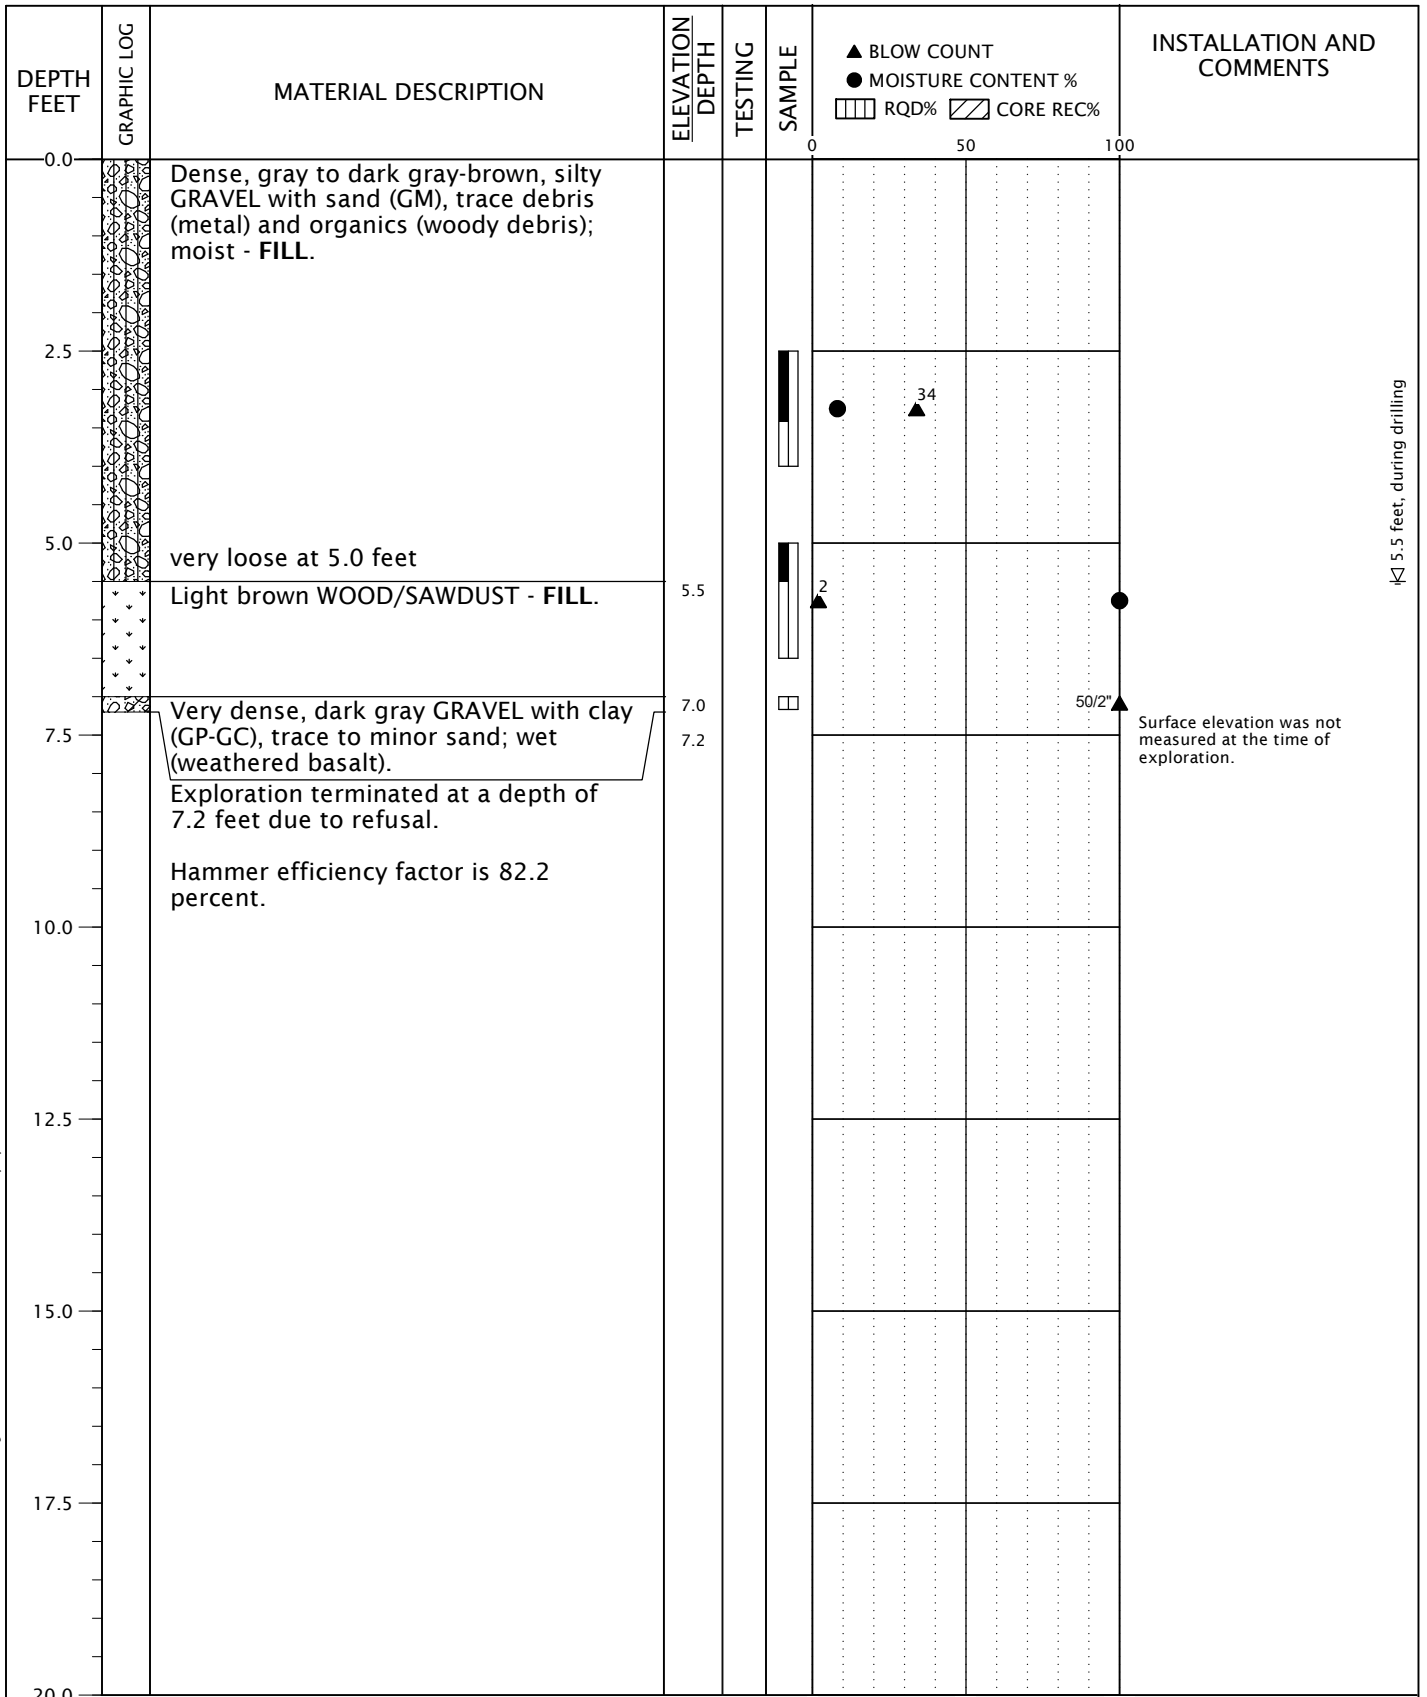 DEPTH
FEET
GRAPHIC LOG
MATERIAL DESCRIPTION
ELEVATION
DEPTH
TESTING
SAMPLE
▲ BLOW COUNT
● MOISTURE CONTENT %
RQD% CORE REC%
0 50 100
INSTALLATION AND
COMMENTS
0.0
Dense, gray to dark gray-brown, silty
GRAVEL with sand (GM), trace debris
(metal) and organics (woody debris);
moist - FILL.
2.5
34
5.5 feet, during drilling
5.0
very loose at 5.0 feet
5.5
Light brown WOOD/SAWDUST - FILL.
2
7.0
50/2"
Very dense, dark gray GRAVEL with clay
(GP-GC), trace to minor sand; wet
(weathered basalt).
7.5
7.2
Surface elevation was not
measured at the time of
exploration.
Exploration terminated at a depth of
7.2 feet due to refusal.
Hammer efficiency factor is 82.2
percent.
10.0
12.5
15.0
17.5
20.0